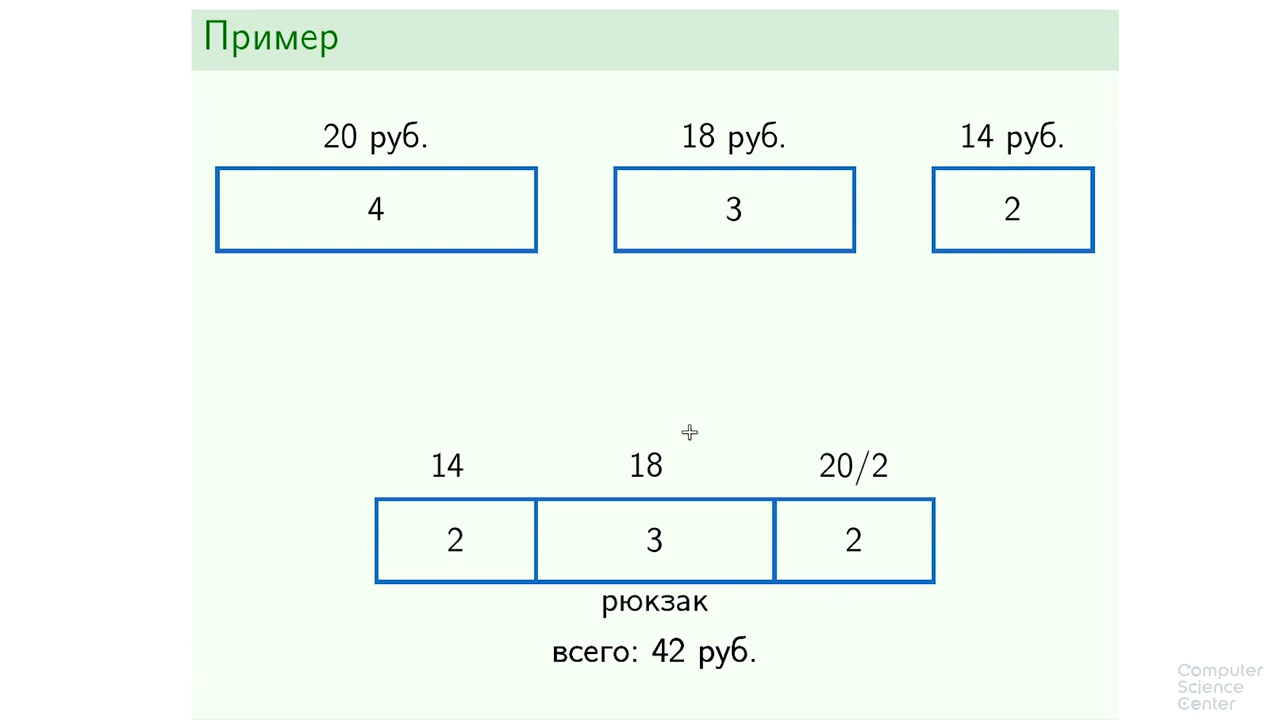 Пример
20 руб. 18 руб. 14 руб.
4 3 2
14 18 20/2
2 3 2
рюкзак
всего: 42 руб.
Computer
Science
Center